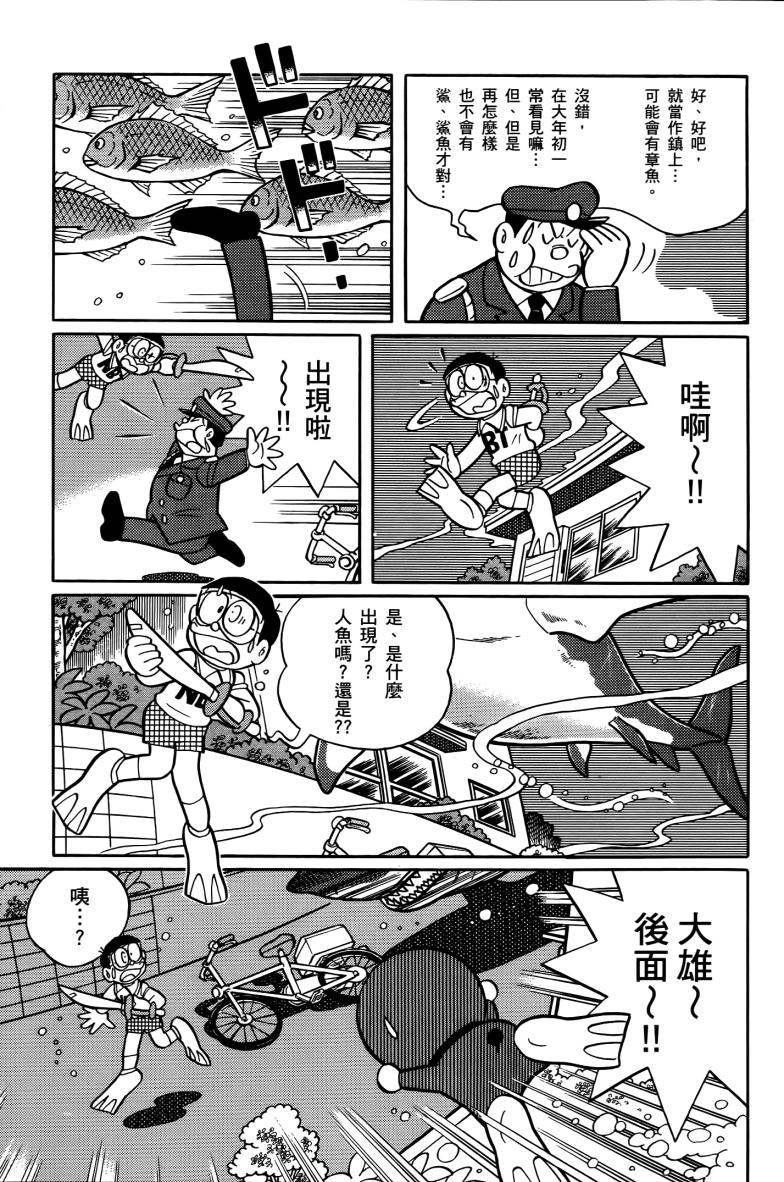 好、好吧，
就當作鎮上…
可能會有章魚。
沒錯，
在大年初一
常看見嘛…
但、但是
再怎麼樣
也不會有
鯊、鯊魚才對…
ドドド…
哇啊～!!
BI
出現啦
～～!!
NO
是、是什麼
出現了？
人魚嗎？還是??
NO
大雄～
後面～!!
咦…？